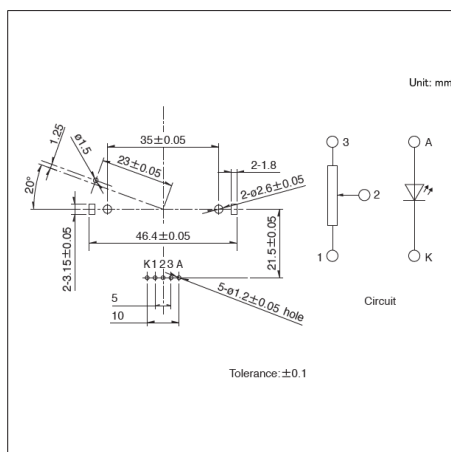 Unit: mm
1.25
ø1.5
35±0.05
23±0.05
2-1.8
2-ø2.6±0.05
20°
2-3.15±0.05
46.4±0.05
21.5±0.05
K 1 2 3 A
5
10
5-ø1.2±0.05 hole
3
A
2
1
K
Circuit
Tolerance:±0.1